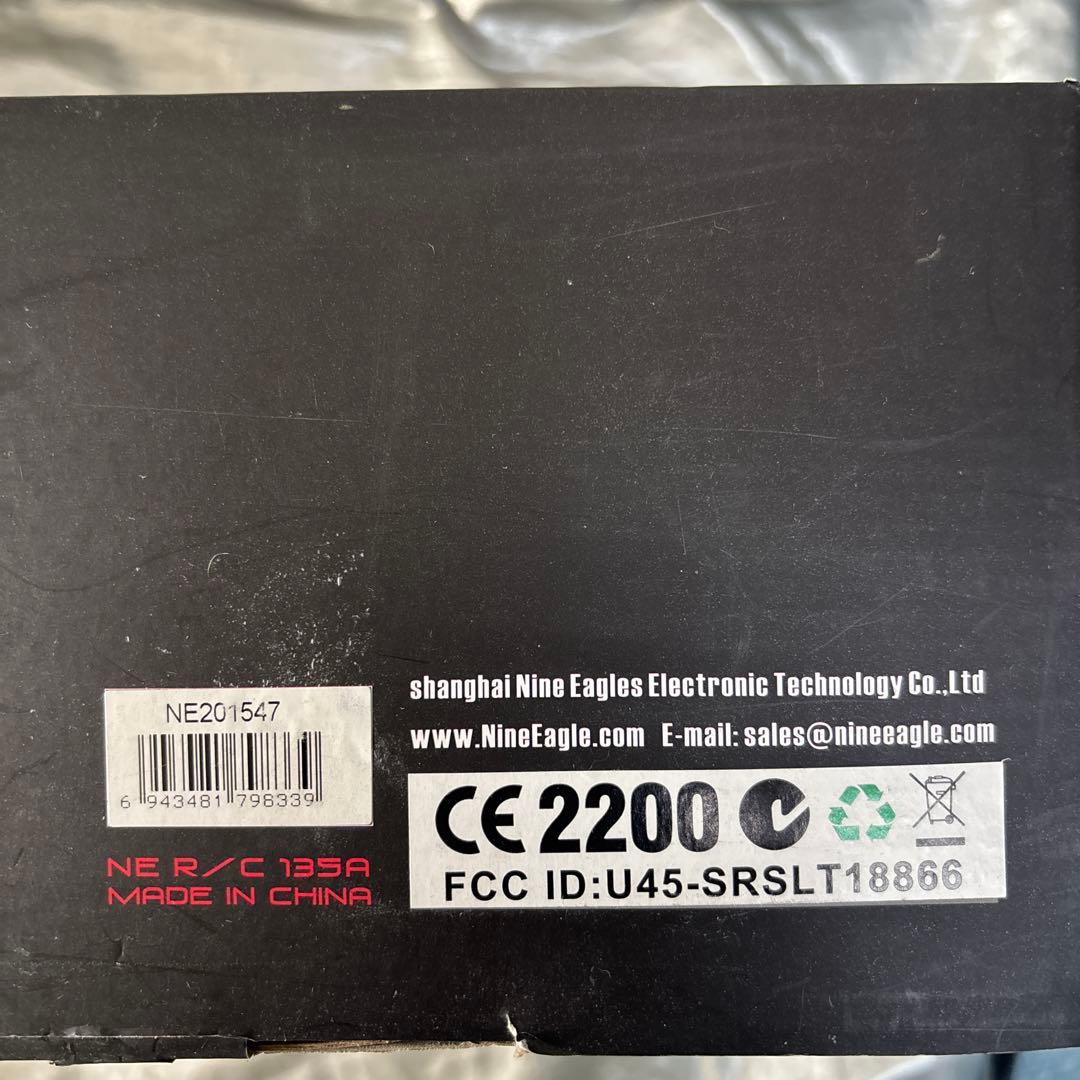 NE201547
6 943481 798339
NE R/C 135A
MADE IN CHINA
shanghai Nine Eagles Electronic Technology Co.,Ltd
www.NineEagle.com E-mail: sales@nineeagle.com
CE 2200
FCC ID:U45-SRSLT18866